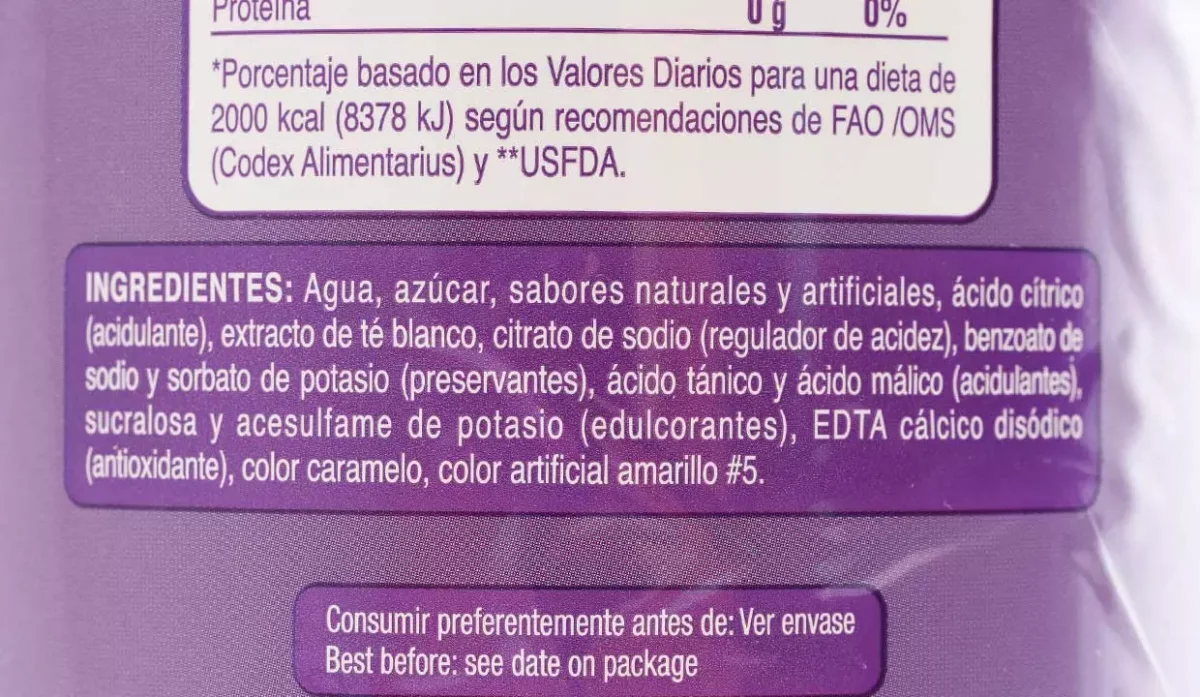 Proteína 0 g 0%
*Porcentaje basado en los Valores Diarios para una dieta de
2000 kcal (8378 kJ) según recomendaciones de FAO /OMS
(Codex Alimentarius) y **USFDA.
INGREDIENTES: Agua, azúcar, sabores naturales y artificiales, ácido cítrico
(acidulante), extracto de té blanco, citrato de sodio (regulador de acidez), benzoato de
sodio y sorbato de potasio (preservantes), ácido tánico y ácido málico (acidulantes),
sucralosa y acesulfame de potasio (edulcorantes), EDTA cálcico disódico
(antioxidante), color caramelo, color artificial amarillo #5.
Consumir preferentemente antes de: Ver envase
Best before: see date on package